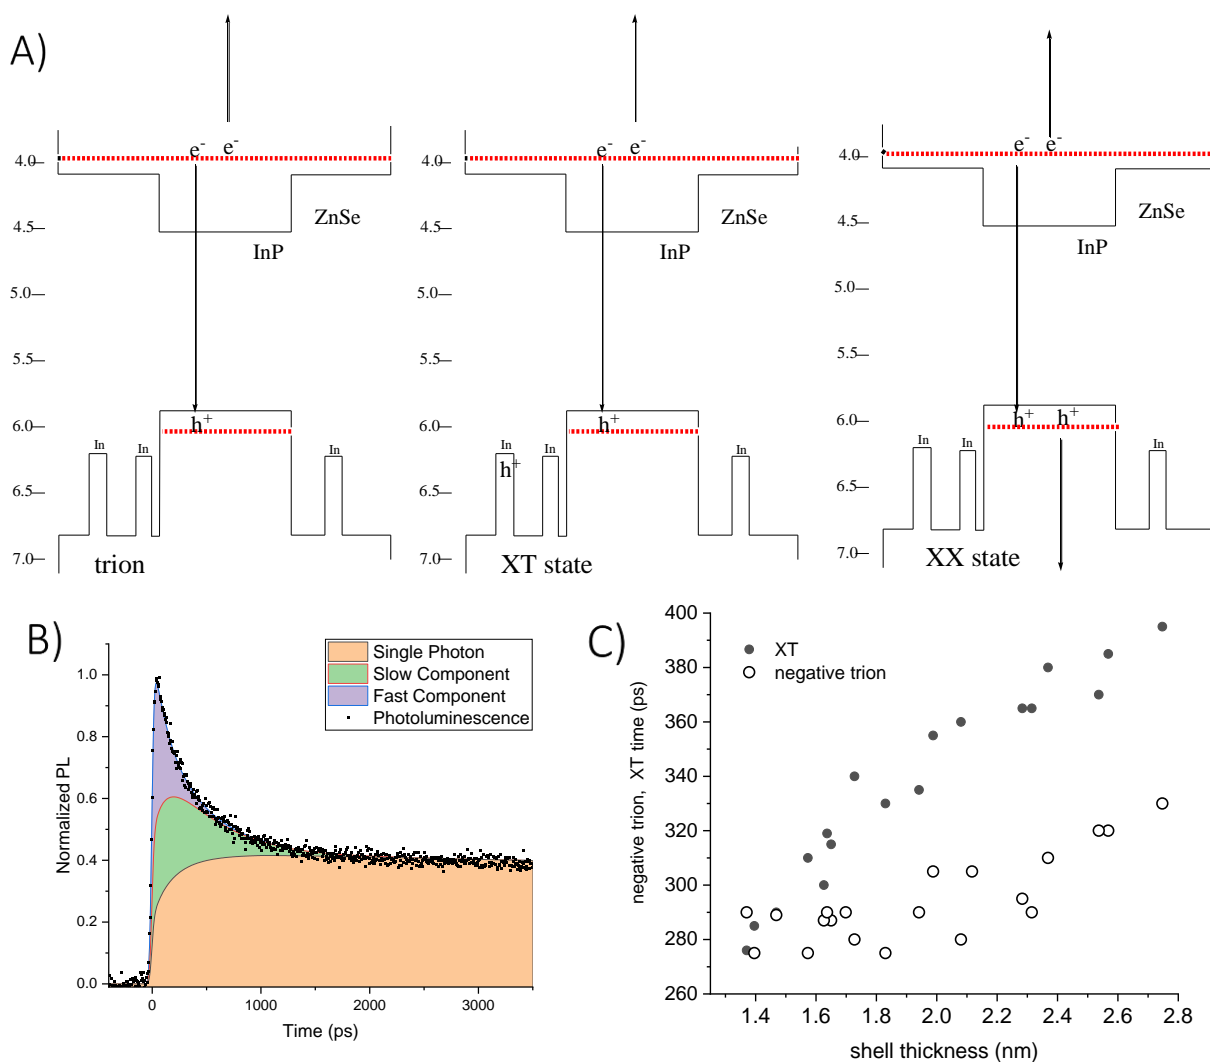 A)
e- e-
4.0
ZnSe
4.5
InP
5.0
5.5
h+
6.0
In In In
6.5
7.0
trion
e- e-
4.0
ZnSe
4.5
InP
5.0
5.5
h+
6.0
In In In
h+
6.5
7.0
XT state
e- e-
4.0
ZnSe
4.5
InP
5.0
5.5
h+ h+
6.0
In In In
6.5
7.0
XX state
B)
Single Photon
Slow Component
Fast Component
Photoluminescence
Normalized PL
1.0
0.8
0.6
0.4
0.2
0.0
0 1000 2000 3000
Time (ps)
C)
XT
negative trion
negative trion, XT time (ps)
400
380
360
340
320
300
280
260
1.4 1.6 1.8 2.0 2.2 2.4 2.6 2.8
shell thickness (nm)